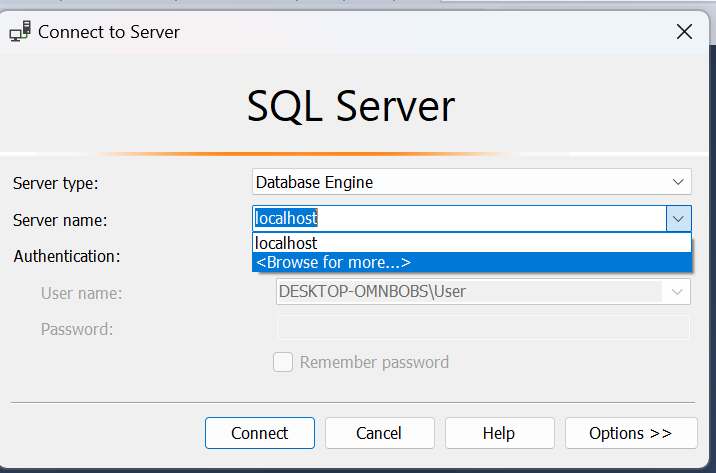 Connect to Server
SQL Server
Server type: Database Engine
Server name: localhost
localhost
<Browse for more...>
Authentication:
User name: DESKTOP-OMNBOBS\User
Password:
Remember password
Connect Cancel Help Options >>